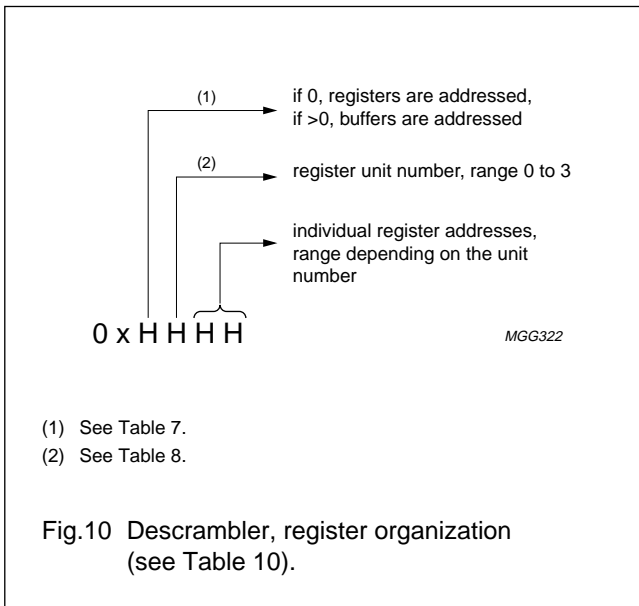 (1)
if 0, registers are addressed,
if >0, buffers are addressed
(2)
register unit number, range 0 to 3
individual register addresses,
range depending on the unit
number
0 x H H H H
MGG322
(1) See Table 7.
(2) See Table 8.
Fig.10 Descrambler, register organization
(see Table 10).